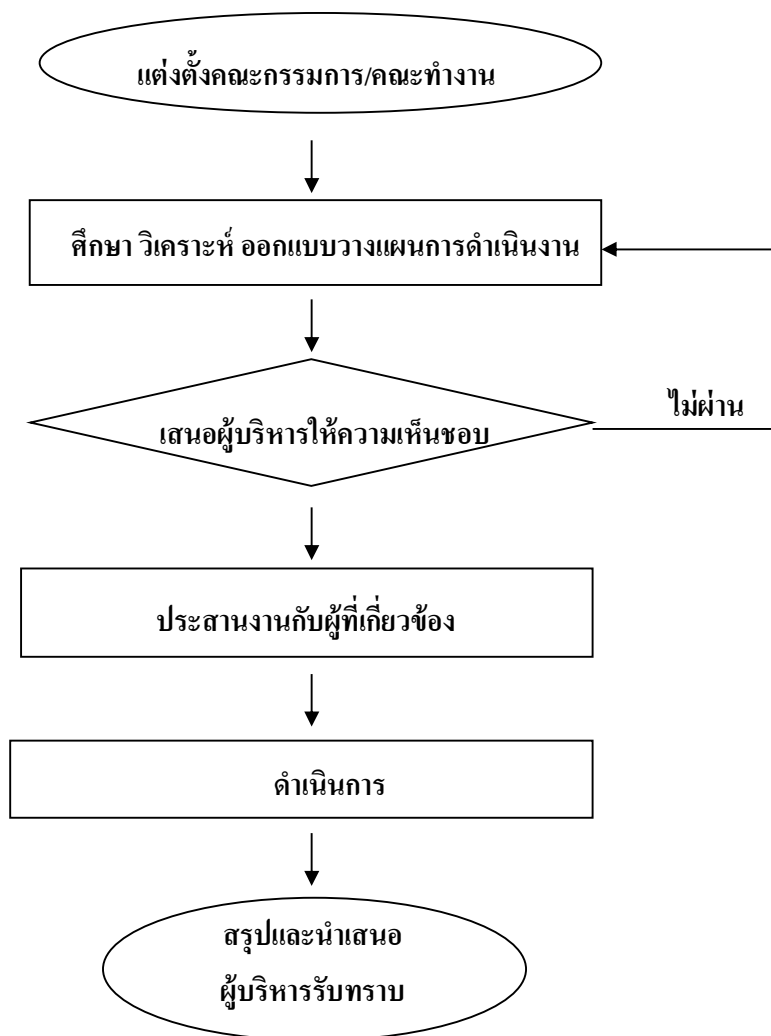 แต่งตั้งคณะกรรมการ/คณะทำงาน
ศึกษา วิเคราะห์ ออกแบบวางแผนการดำเนินงาน
เสนอผู้บริหารให้ความเห็นชอบ
ไม่ผ่าน
ประสานงานกับผู้ที่เกี่ยวข้อง
ดำเนินการ
สรุปและนำเสนอ
ผู้บริหารรับทราบ